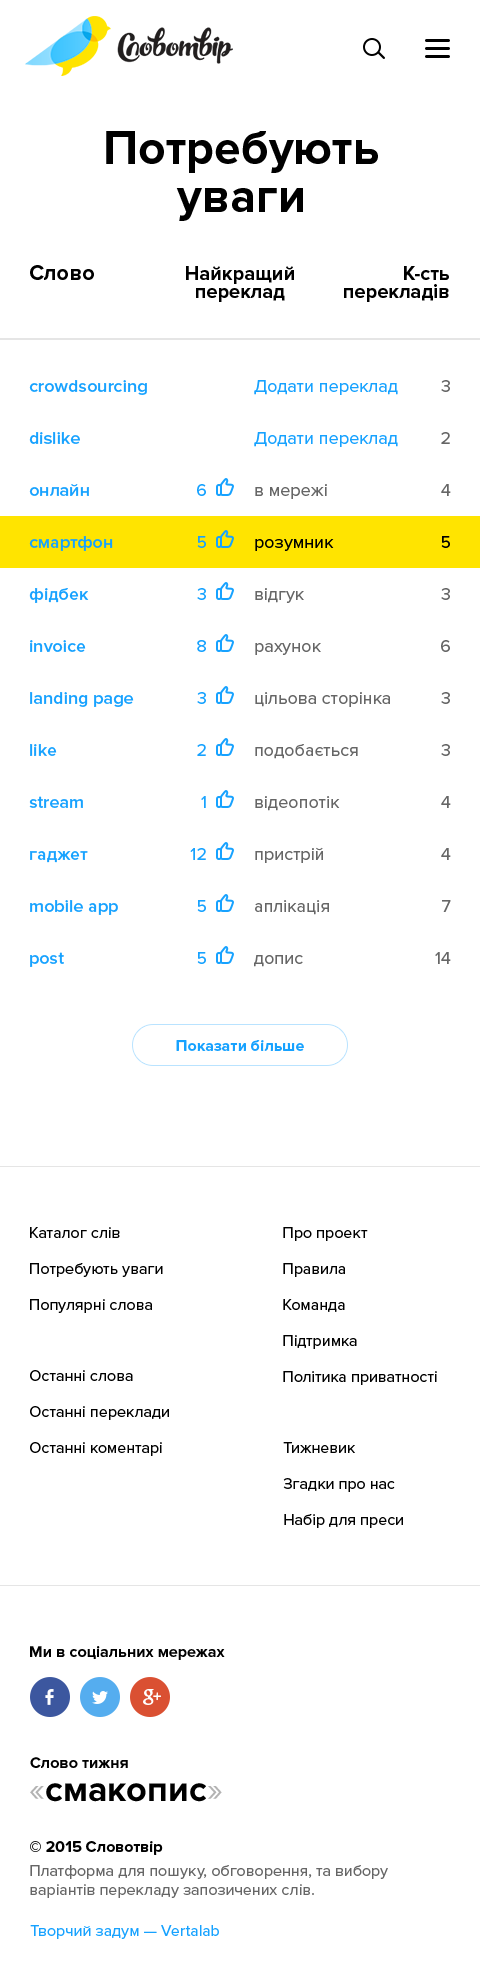 Словотвір
Потребують
уваги
Слово Найкращий переклад К-сть перекладів
crowdsourcing Додати переклад 3
dislike Додати переклад 2
онлайн 6 в мережі 4
смартфон 5 розумник 5
фідбек 3 відгук 3
invoice 8 рахунок 6
landing page 3 цільова сторінка 3
like 2 подобається 3
stream 1 відеопотік 4
гаджет 12 пристрій 4
mobile app 5 аплікація 7
post 5 допис 14
Показати більше
Каталог слів
Потребують уваги
Популярні слова
Останні слова
Останні переклади
Останні коментарі
Про проект
Правила
Команда
Підтримка
Політика приватності
Тижневик
Згадки про нас
Набір для преси
Ми в соціальних мережах
f g+
Слово тижня
«смакопис»
© 2015 Словотвір
Платформа для пошуку, обговорення, та вибору
варіантів перекладу запозичених слів.
Творчий задум — Vertalab